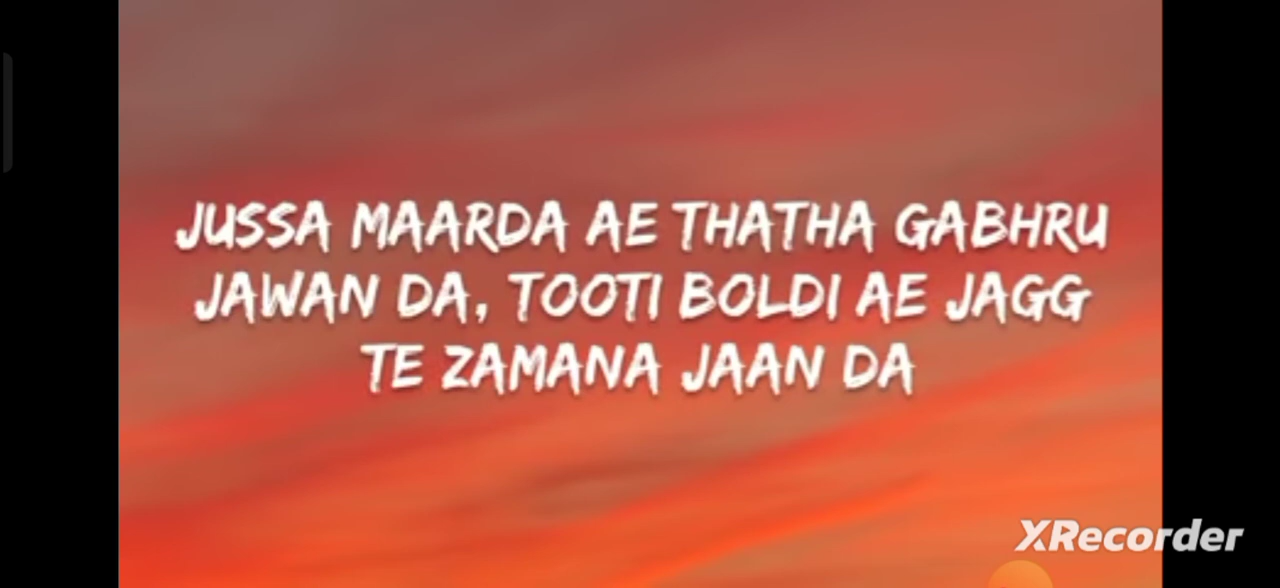 JUSSA MAARDA AE THATHA GABHRU
JAWAN DA, TOOTI BOLDI AE JAGG
TE ZAMANA JAAN DA
XRecorder